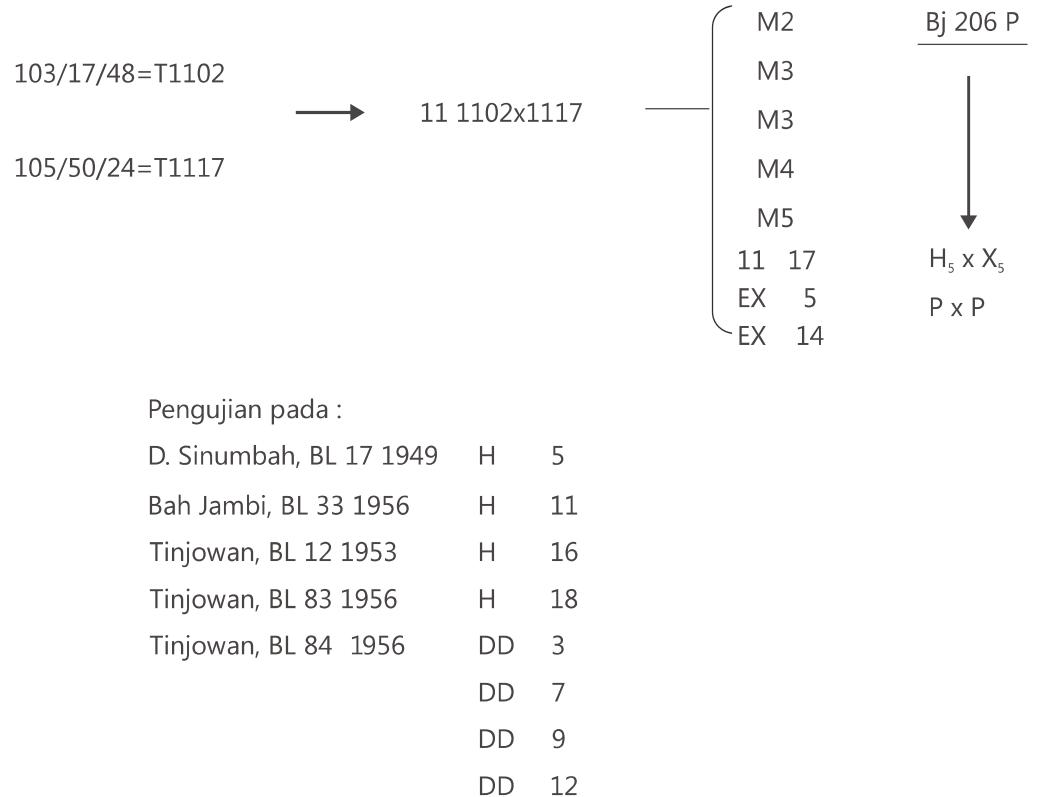 103/17/48=T1102
105/50/24=T1117
11 1102x1117
M2
M3
M3
M4
M5
11 17
EX 5
EX 14
Bj 206 P
H₅ x X₅
P x P
Pengujian pada :
D. Sinumbah, BL 17 1949 H 5
Bah Jambi, BL 33 1956 H 11
Tinjowan, BL 12 1953 H 16
Tinjowan, BL 83 1956 H 18
Tinjowan, BL 84 1956 DD 3
DD 7
DD 9
DD 12